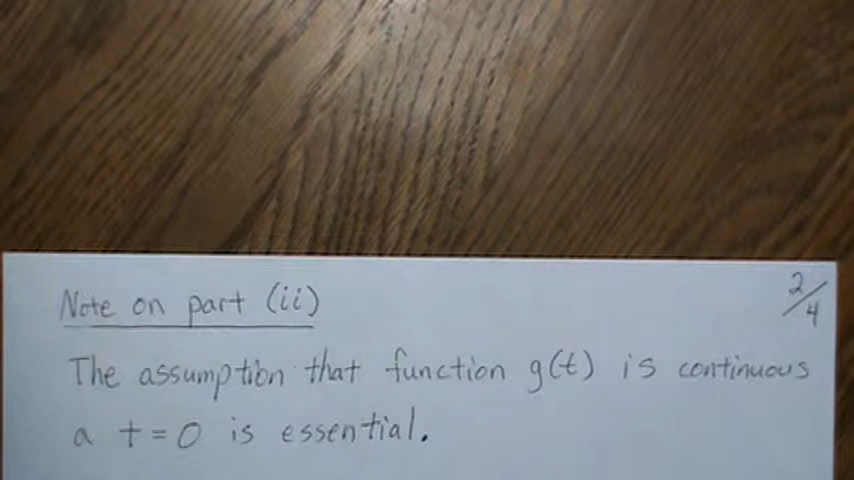 Note on part (ii)
2/4
The assumption that function g(t) is continuous
a t = 0 is essential.